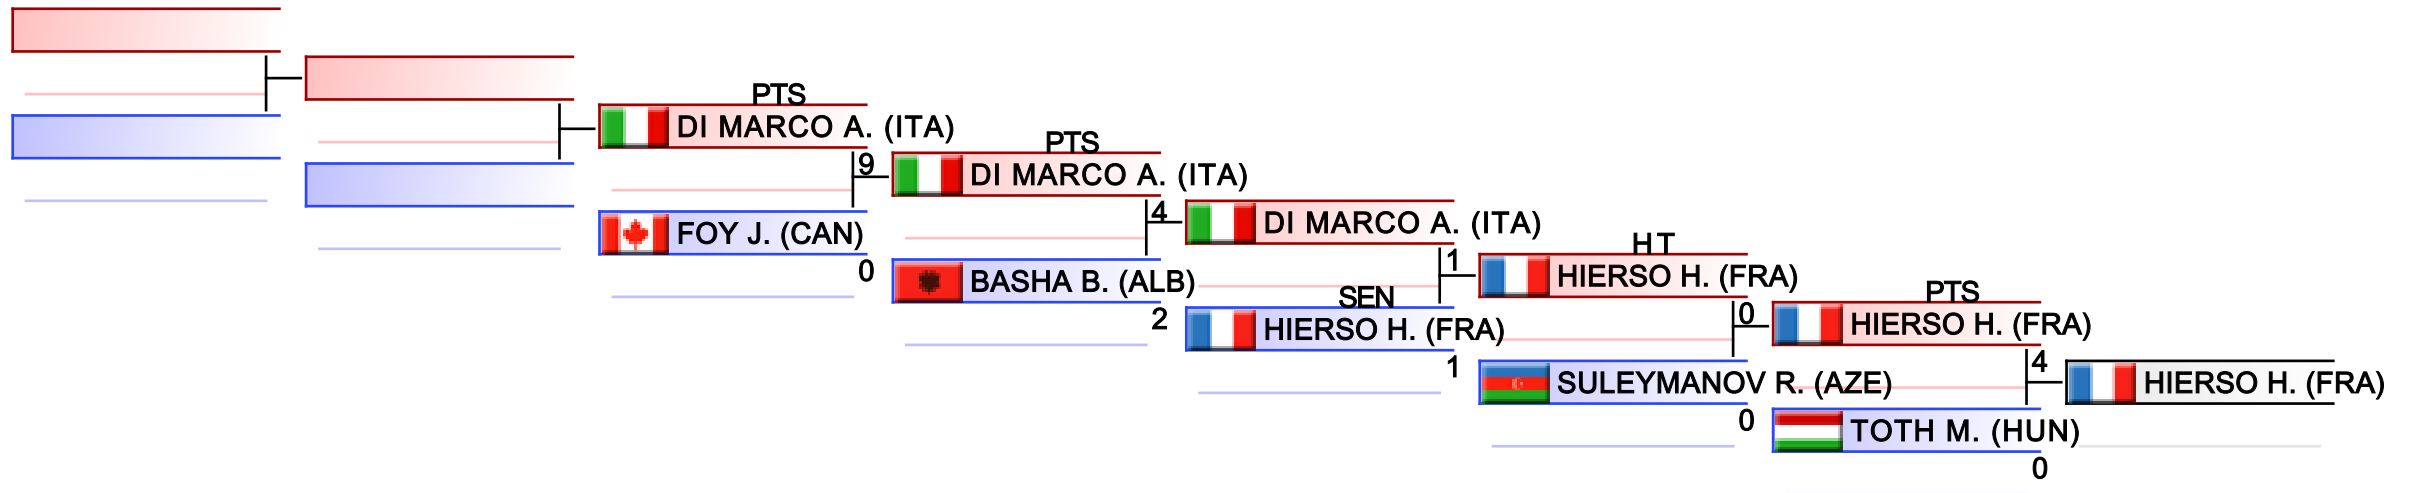 PTS
DI MARCO A. (ITA)
9
FOY J. (CAN)
0
PTS
DI MARCO A. (ITA)
4
BASHA B. (ALB)
2
DI MARCO A. (ITA)
1
SEN
HIERSO H. (FRA)
1
HT
HIERSO H. (FRA)
0
SULEYMANOV R. (AZE)
0
PTS
HIERSO H. (FRA)
4
TOTH M. (HUN)
0
HIERSO H. (FRA)